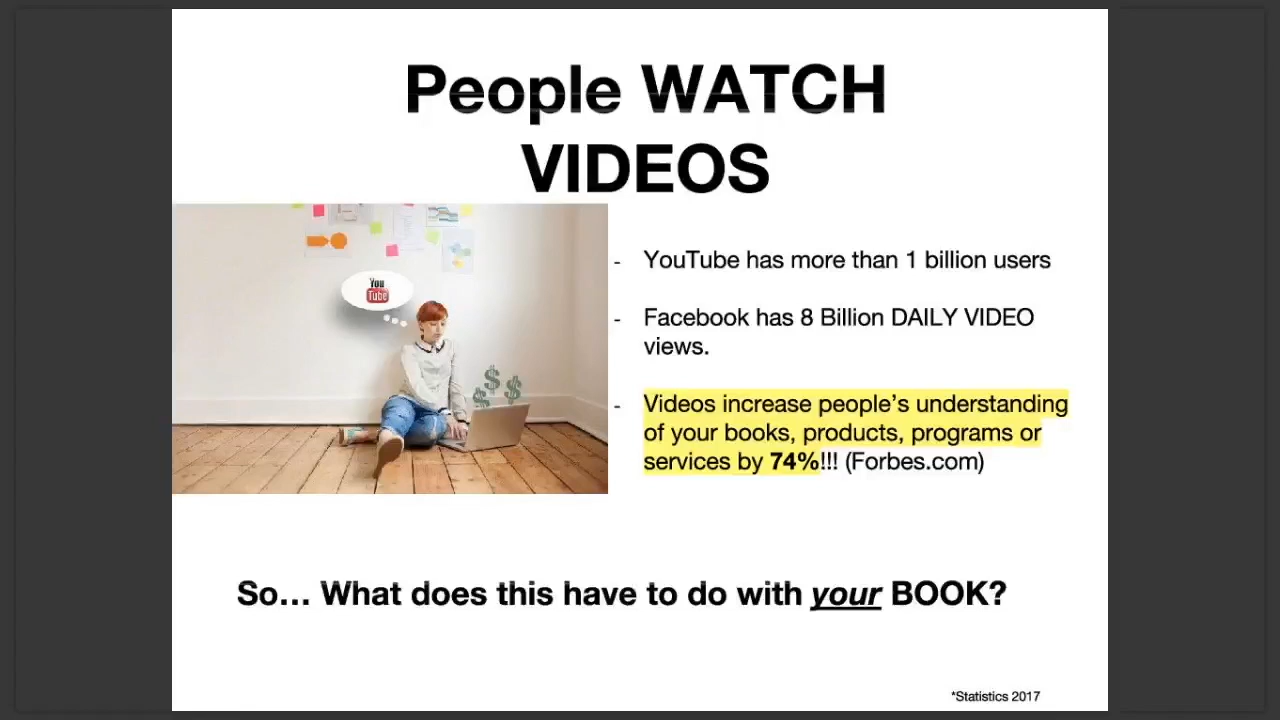 People WATCH
VIDEOS
You
Tube
- YouTube has more than 1 billion users
- Facebook has 8 Billion DAILY VIDEO
views.
- Videos increase people’s understanding
of your books, products, programs or
services by 74%!!! (Forbes.com)
$ $ $
So… What does this have to do with your BOOK?
*Statistics 2017